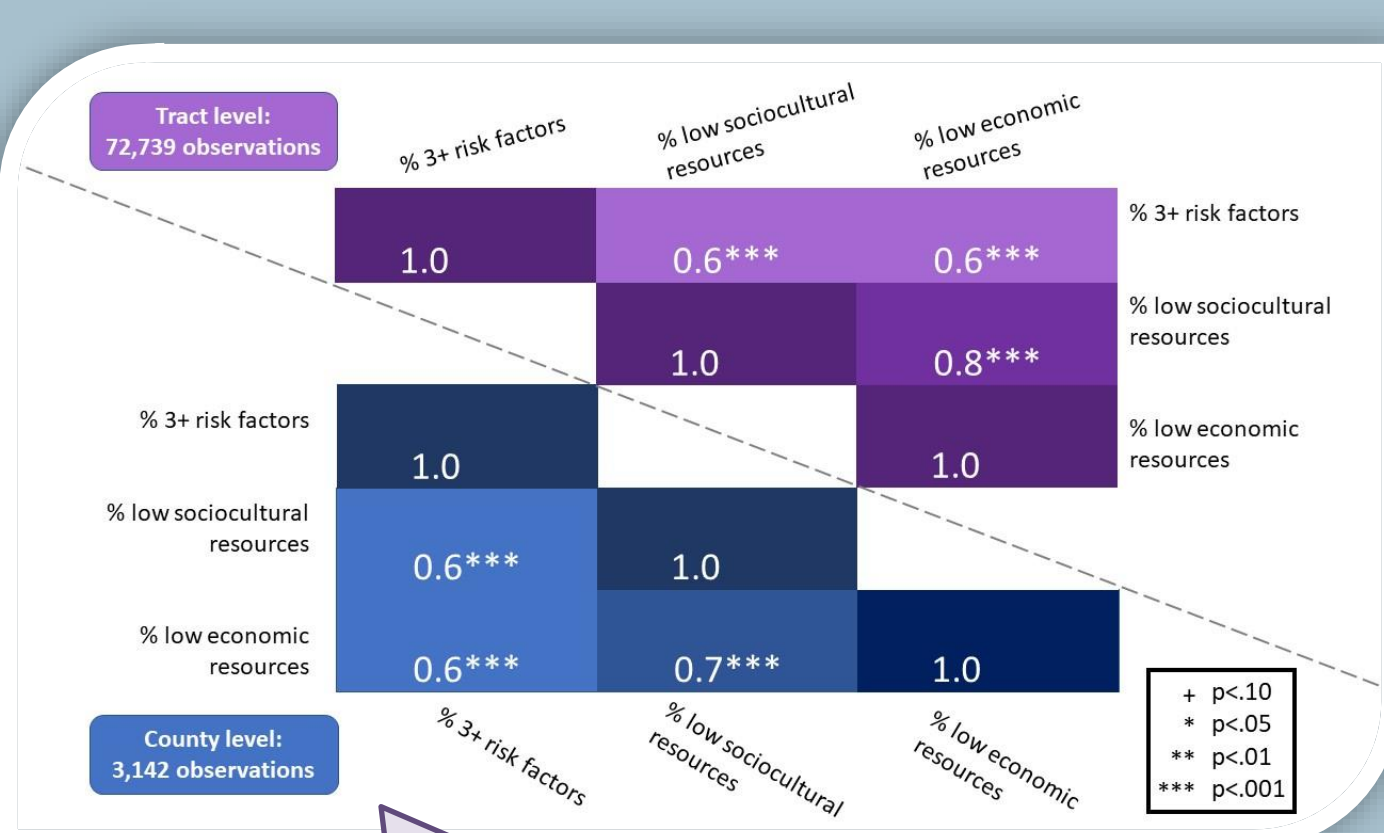 Tract level:
72,739 observations
% 3+ risk factors
% low sociocultural
resources
% low economic
resources
1.0
0.6***
0.6***
% 3+ risk factors
1.0
0.8***
% low sociocultural
resources
1.0
% low economic
resources
% 3+ risk factors
1.0
% low sociocultural
resources
0.6***
1.0
% low economic
resources
0.6***
0.7***
1.0
County level:
3,142 observations
% 3+ risk factors
% low sociocultural
resources
% low economic
resources
+ p<.10
* p<.05
** p<.01
*** p<.001